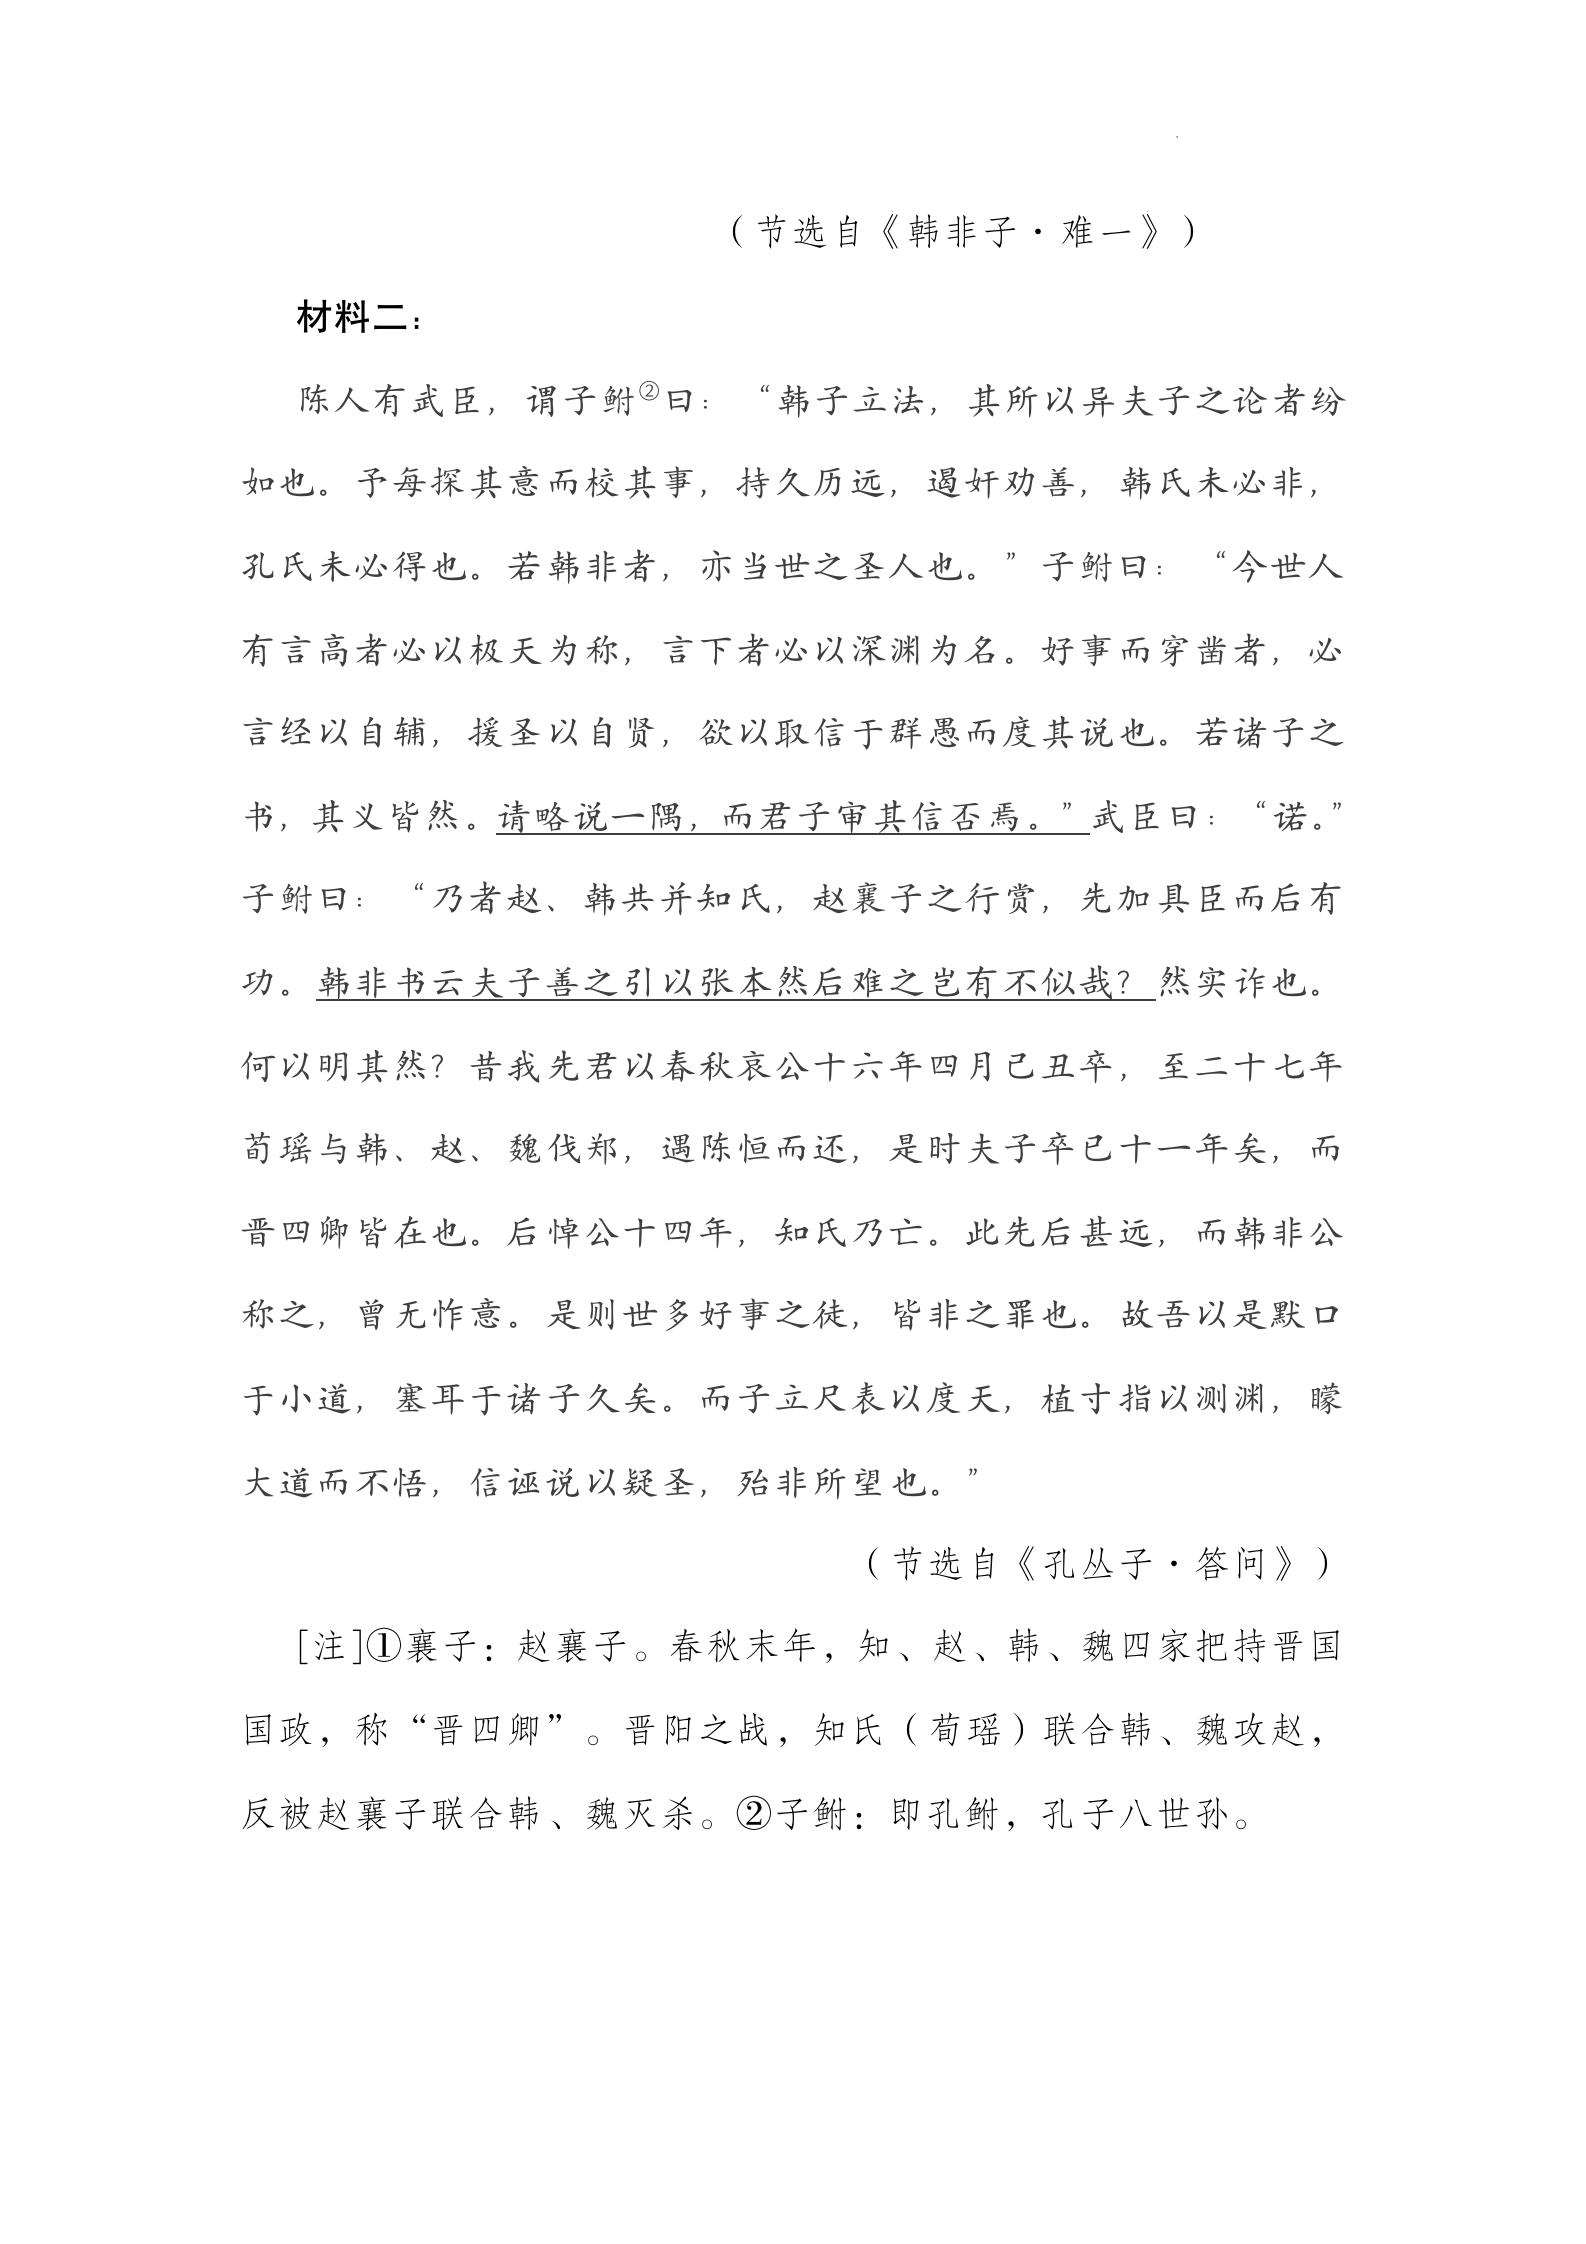 （节选自《韩非子·难一》）
材料二：
陈人有武臣，谓子鲋②曰：“韩子立法，其所以异夫子之论者纷
如也。予每探其意而校其事，持久历远，遏奸劝善，韩氏未必非，
孔氏未必得也。若韩非者，亦当世之圣人也。”子鲋曰：“今世人
有言高者必以极天为称，言下者必以深渊为名。好事而穿凿者，必
言经以自辅，援圣以自贤，欲以取信于群愚而度其说也。若诸子之
书，其义皆然。请略说一隅，而君子审其信否焉。”武臣曰：“诺。”
子鲋曰：“乃者赵、韩共并知氏，赵襄子之行赏，先加具臣而后有
功。韩非书云夫子善之引以张本然后难之岂有不似哉？然实诈也。
何以明其然？昔我先君以春秋哀公十六年四月己丑卒，至二十七年
荀瑶与韩、赵、魏伐郑，遇陈恒而还，是时夫子卒已十一年矣，而
晋四卿皆在也。后悼公十四年，知氏乃亡。此先后甚远，而韩非公
称之，曾无怍意。是则世多好事之徒，皆非之罪也。故吾以是默口
于小道，塞耳于诸子久矣。而子立尺表以度天，植寸指以测渊，矇
大道而不悟，信诬说以疑圣，殆非所望也。”
（节选自《孔丛子·答问》）
[注]①襄子：赵襄子。春秋末年，知、赵、韩、魏四家把持晋国
国政，称“晋四卿”。晋阳之战，知氏（荀瑶）联合韩、魏攻赵，
反被赵襄子联合韩、魏灭杀。②子鲋：即孔鲋，孔子八世孙。